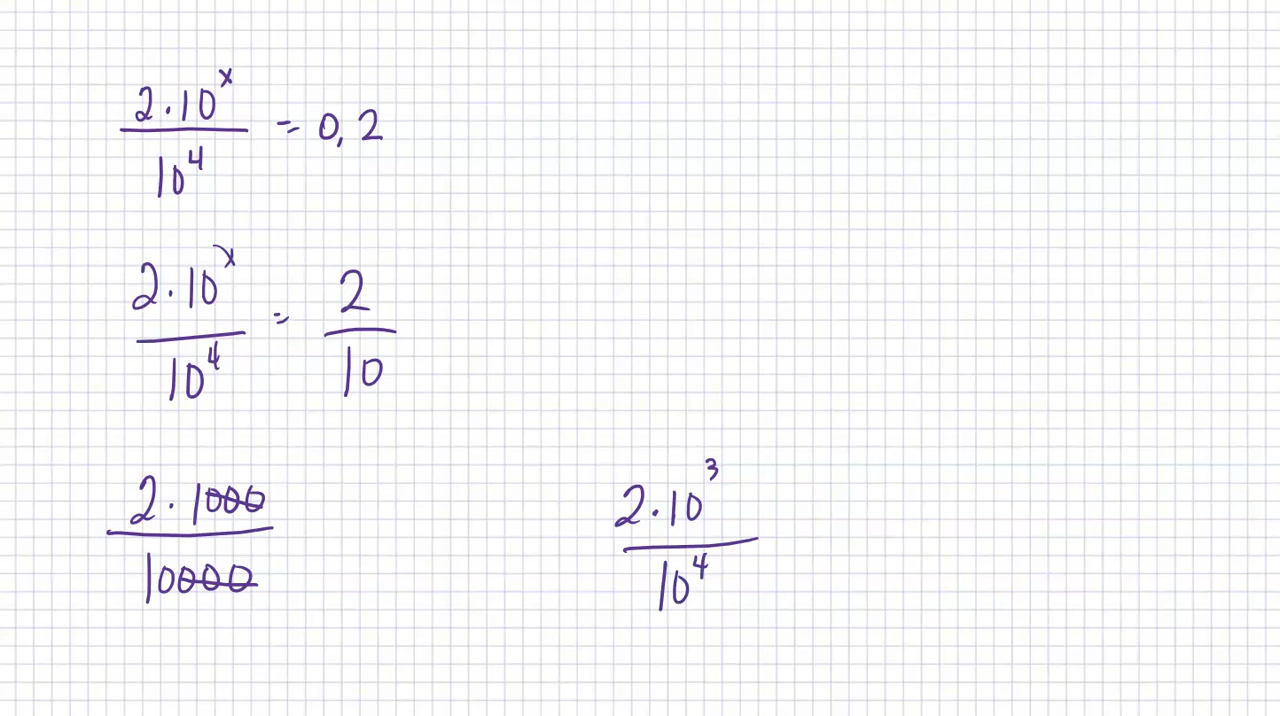 2·10^x / 10^4 = 0,2
2·10^x / 10^4 = 2 / 10
2·1000 / 10000
2·10^3 / 10^4